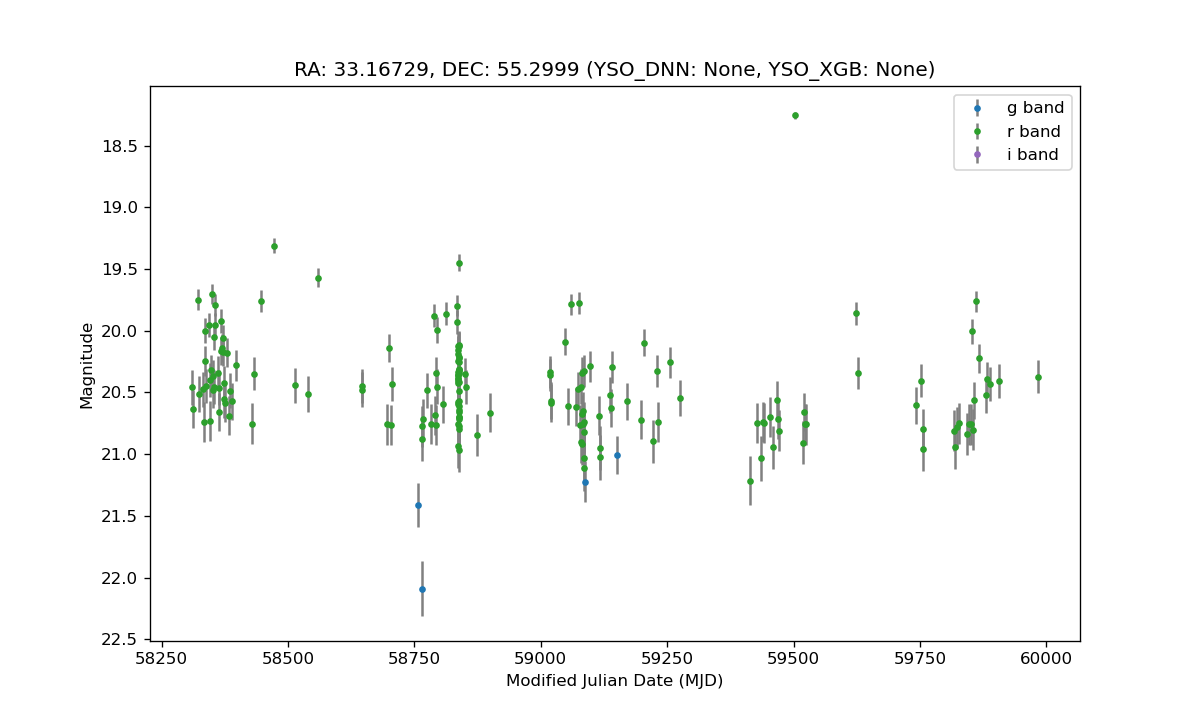 RA: 33.16729, DEC: 55.2999 (YSO_DNN: None, YSO_XGB: None)
g band
r band
i band
18.5
19.0
19.5
20.0
20.5
21.0
21.5
22.0
22.5
Magnitude
58250 58500 58750 59000 59250 59500 59750 60000
Modified Julian Date (MJD)